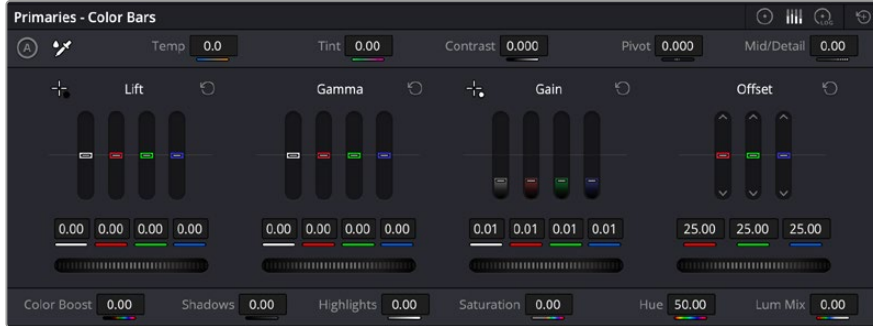 Primaries - Color Bars
LOG
A
Temp 0.0 Tint 0.00 Contrast 0.000 Pivot 0.000 Mid/Detail 0.00
Lift Gamma Gain Offset
0.00 0.00 0.00 0.00 0.00 0.00 0.00 0.00 0.01 0.01 0.01 0.01 25.00 25.00 25.00
Color Boost 0.00 Shadows 0.00 Highlights 0.00 Saturation 0.00 Hue 50.00 Lum Mix 0.00